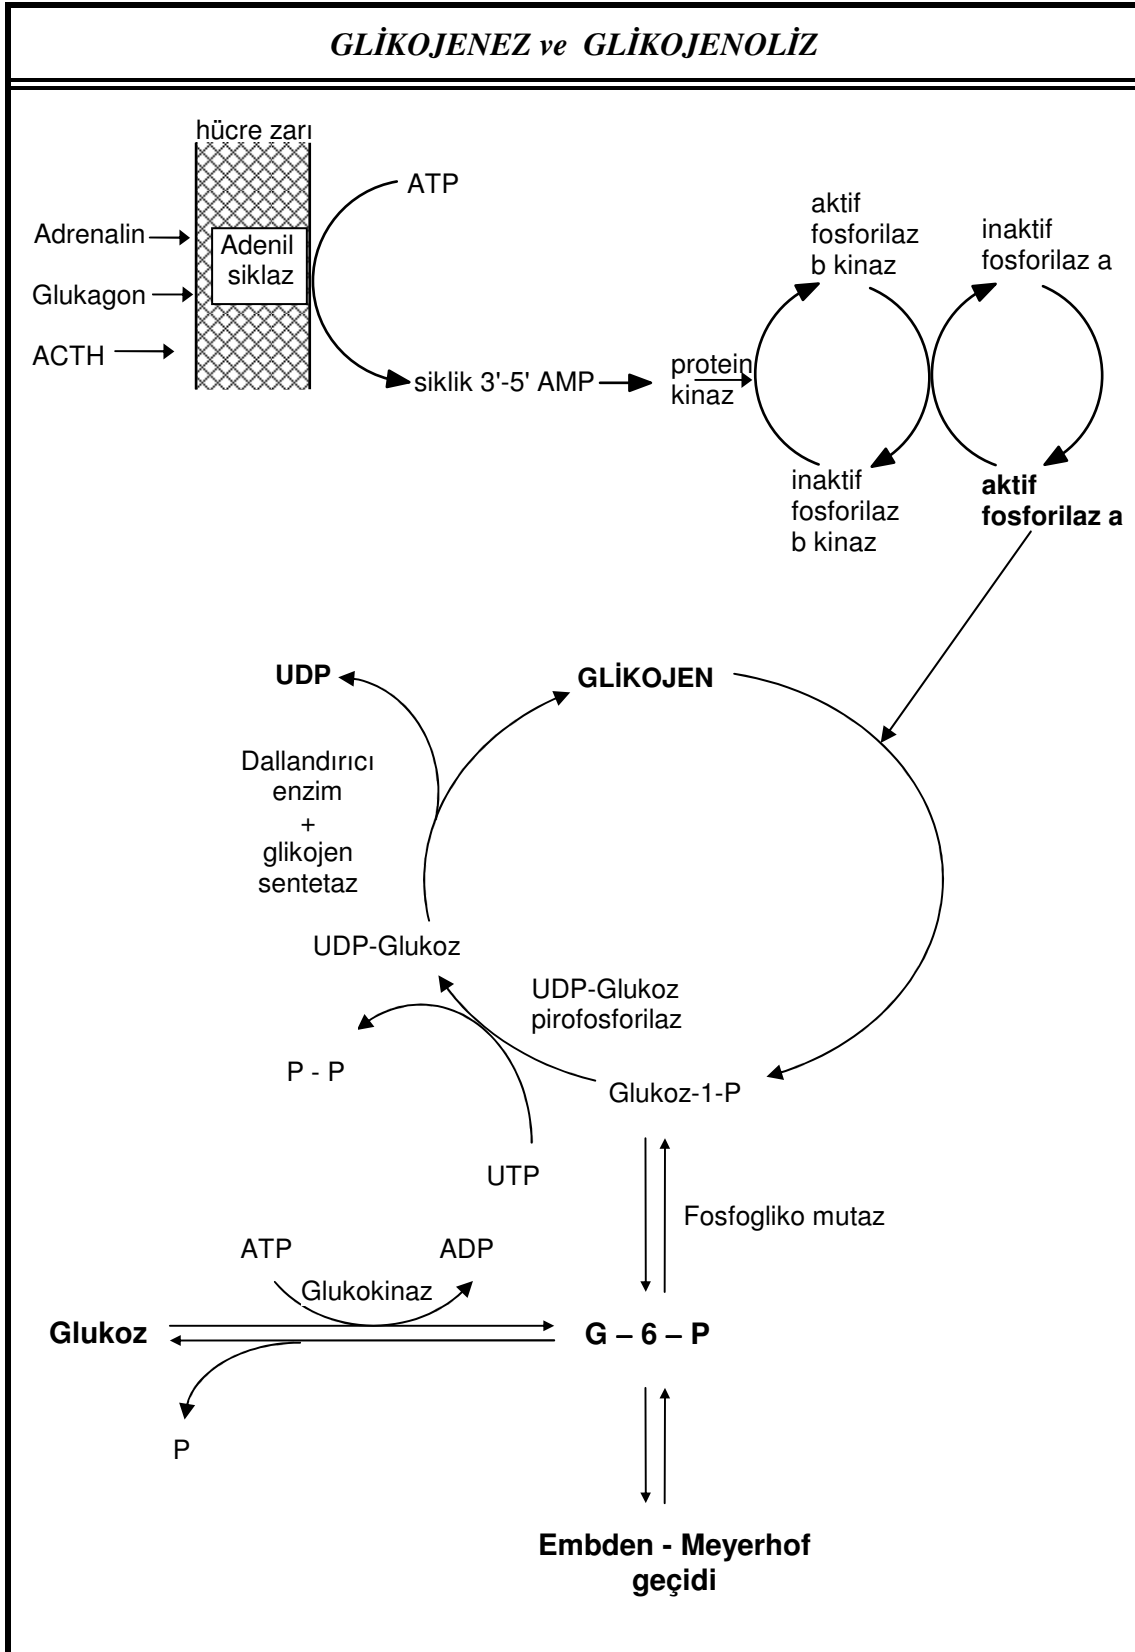 GLİKOJENEZ ve GLİKOJENOLİZ
hücre zarı
ATP
Adrenalin
Adenil
siklaz
Glukagon
ACTH
siklik 3'-5' AMP
protein
kinaz
aktif
fosforilaz
b kinaz
inaktif
fosforilaz a
inaktif
fosforilaz
b kinaz
aktif
fosforilaz a
UDP
GLİKOJEN
Dallandırıcı
enzim
+
glikojen
sentetaz
UDP-Glukoz
UDP-Glukoz
pirofosforilaz
P - P
Glukoz-1-P
UTP
Fosfogliko mutaz
ATP
ADP
Glukokinaz
Glukoz
G – 6 – P
P
Embden - Meyerhof
geçidi